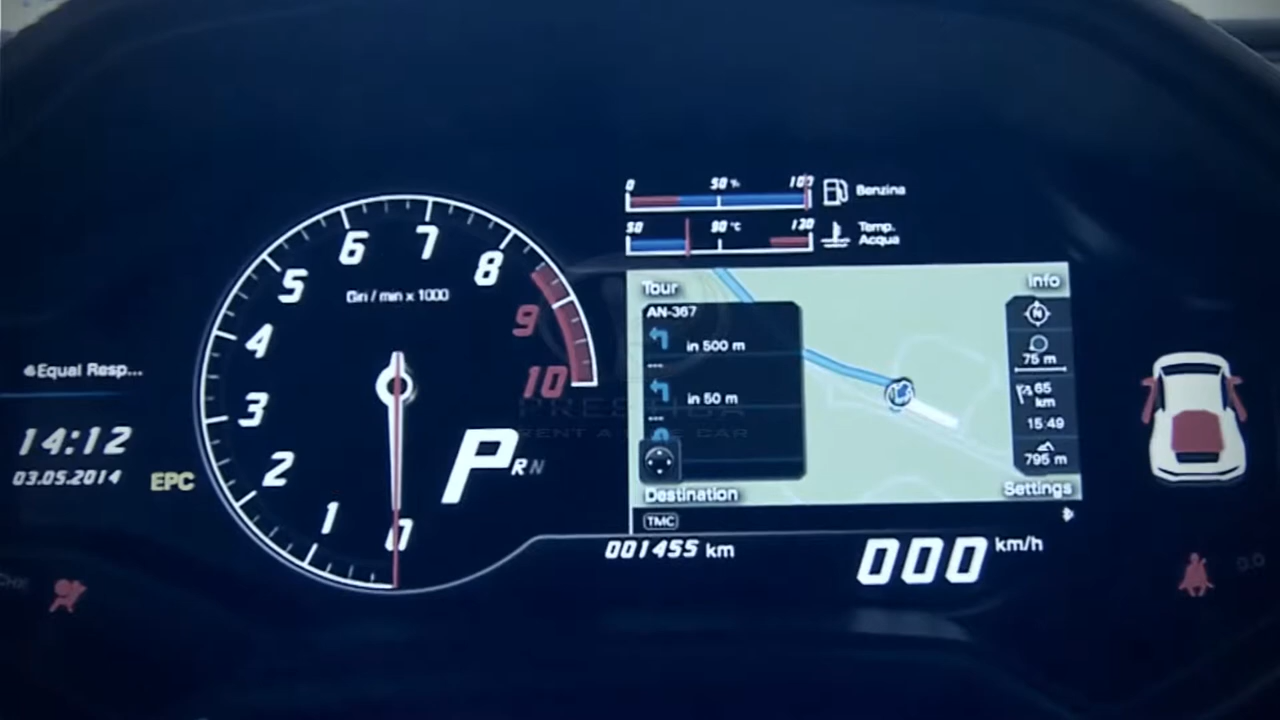 0 50 % 100
Benzina
50 90 °C 130
Temp.
Acqua
Tour
Info
AN-367
in 500 m
in 50 m
N
75 m
65
km
15:49
795 m
Destination
Settings
TMC
001455 km
000 km/h
Giri / min x 1000
0
1
2
3
4
5
6
7
8
9
10
P R N
Equal Resp...
14:12
03.05.2014
EPC
RENT A CAR